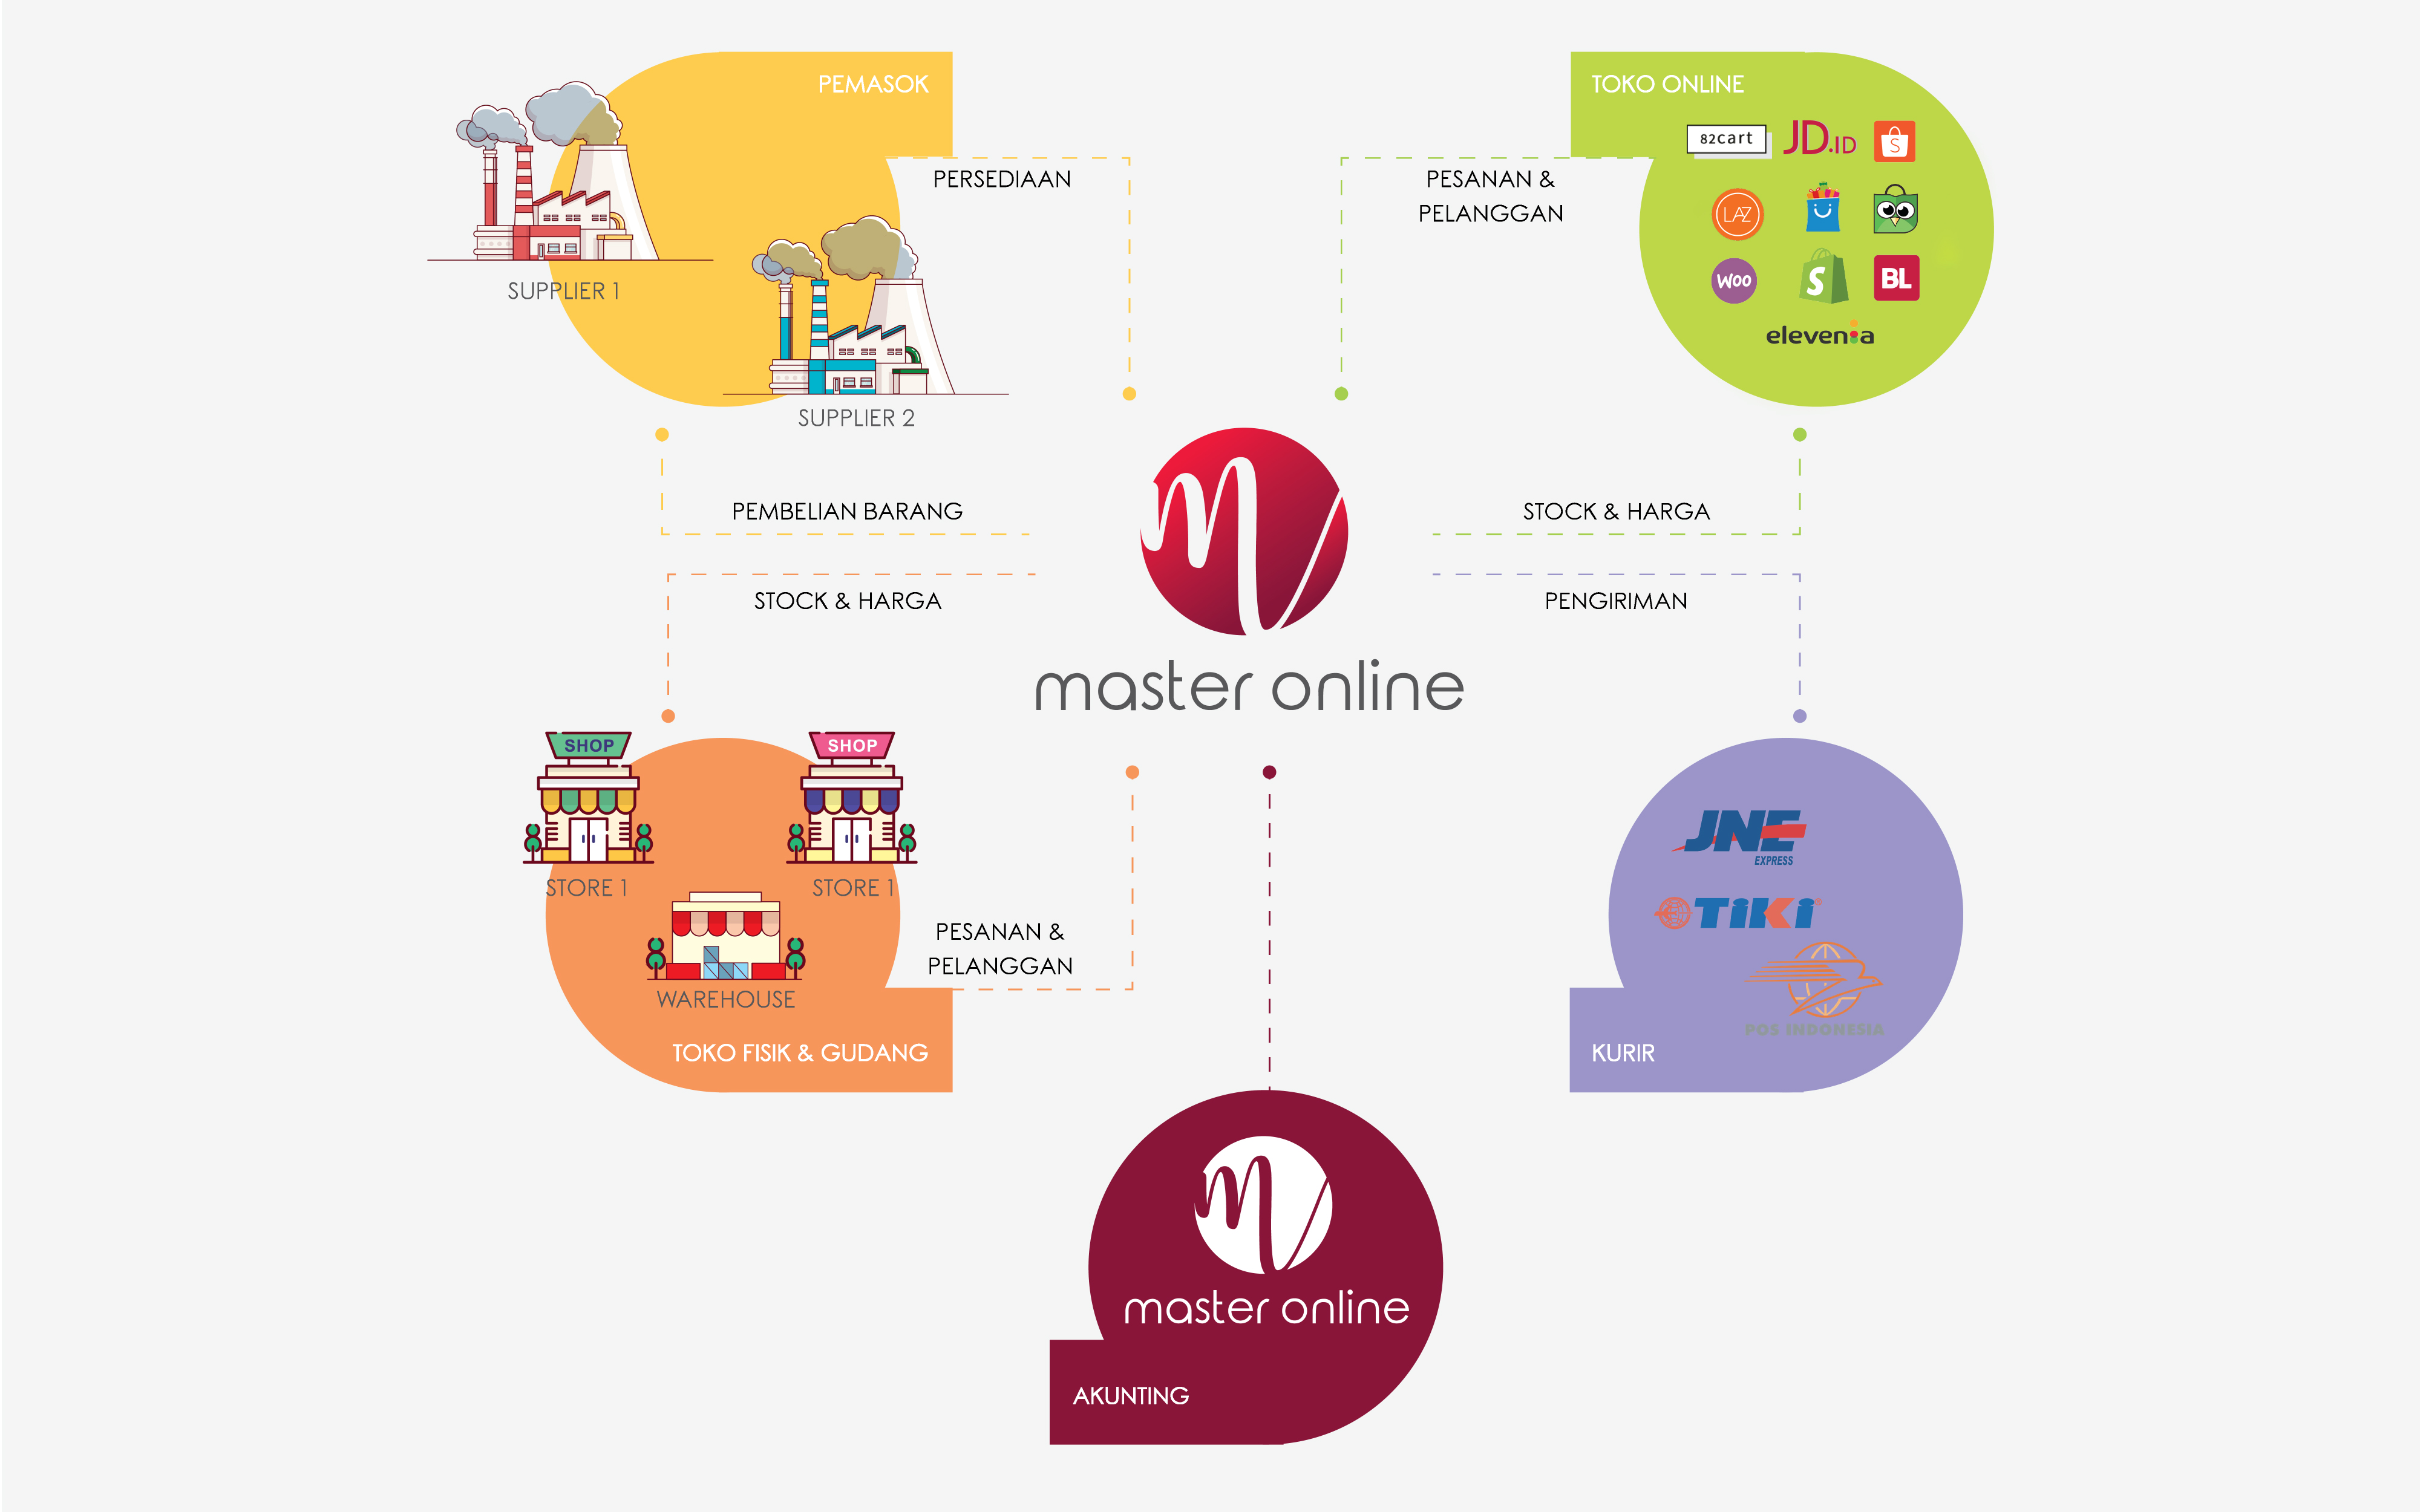 PEMASOK
SUPPLIER 1
SUPPLIER 2
PERSEDIAAN
TOKO ONLINE
82cart
JD.ID
S
LAZ
WOO
S
BL
elevenia
PESANAN &
PELANGGAN
PEMBELIAN BARANG
STOCK & HARGA
STOCK & HARGA
PENGIRIMAN
master online
SHOP
SHOP
STORE 1
STORE 1
WAREHOUSE
TOKO FISIK & GUDANG
PESANAN &
PELANGGAN
JNE
EXPRESS
TIKI
POS INDONESIA
KURIR
master online
AKUNTING